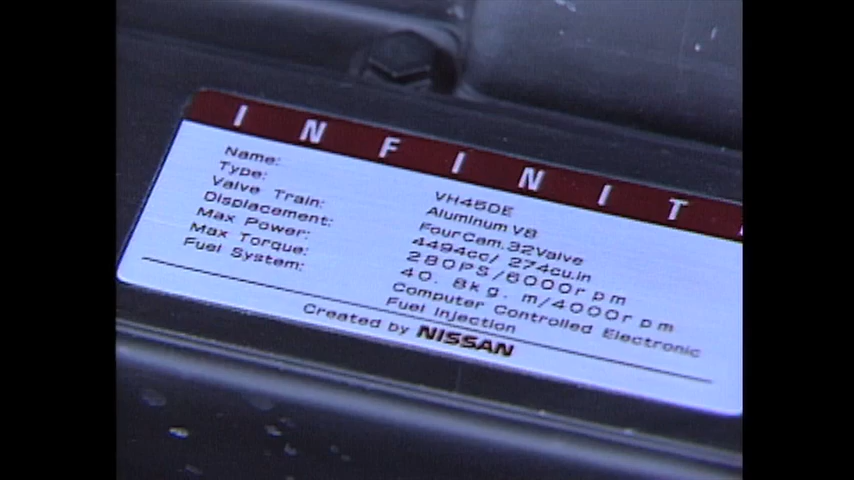 INFINIT
Name: VH45DE
Type: Aluminum V8
Valve Train: FourCam. 32Valve
Displacement: 4494cc/ 274cu.in
Max Power: 280PS/6000rpm
Max Torque: 40. 8kg. m/4000rpm
Fuel System: Computer Controlled Electronic
Fuel Injection
Created by NISSAN